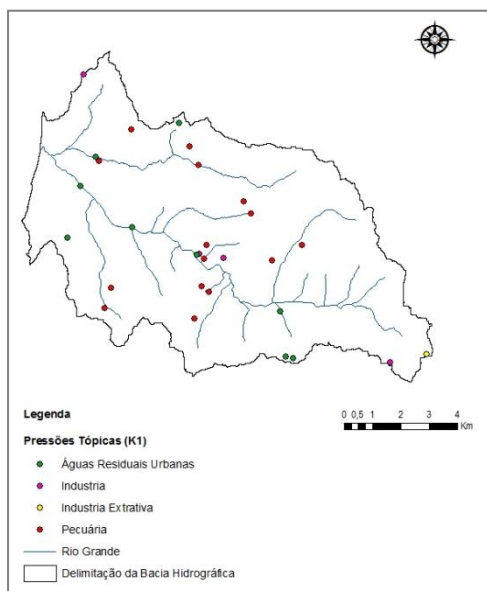 Legenda
0 0,5 1 2 3 4
Km
Pressões Tópicas (K1)
Águas Residuais Urbanas
Industria
Industria Extrativa
Pecuária
Rio Grande
Delimitação da Bacia Hidrográfica